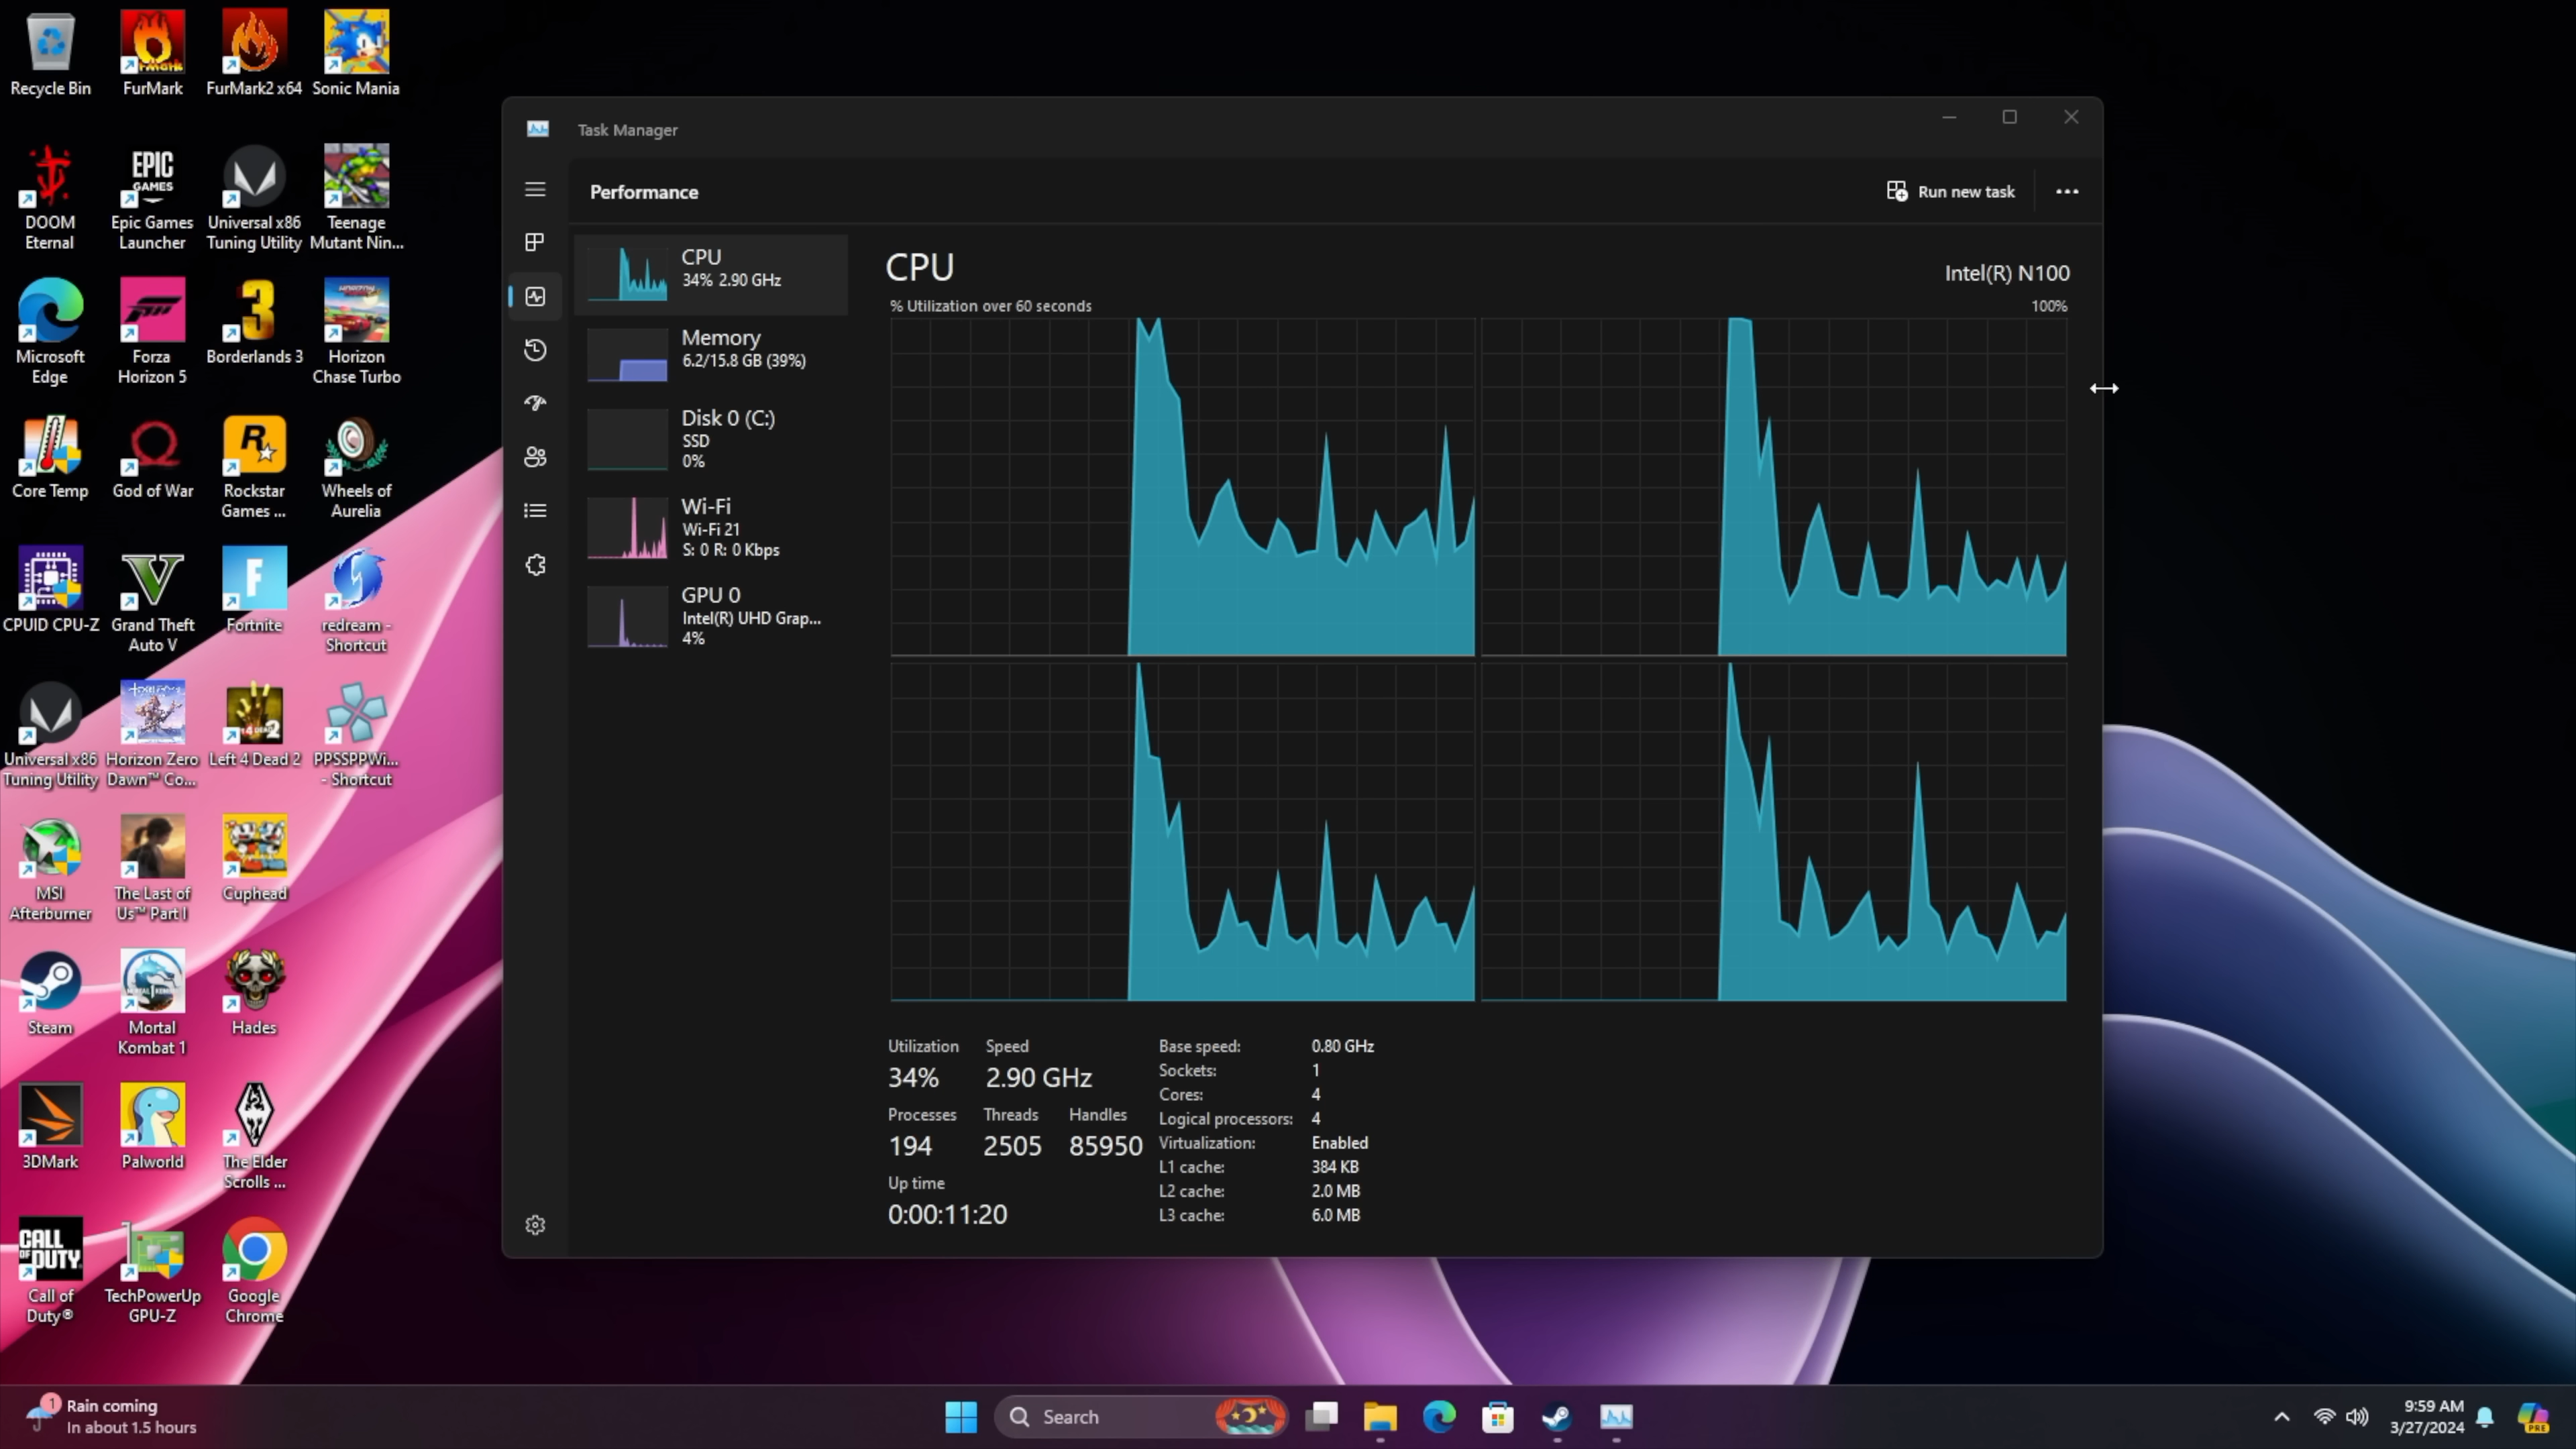 Recycle Bin
FurMark
FurMark2 x64
Sonic Mania
DOOM
Eternal
EPIC
GAMES
Epic Games
Launcher
Universal x86
Tuning Utility
Teenage
Mutant Nin...
Microsoft
Edge
Forza
Horizon 5
3
Borderlands 3
Horizon
Chase Turbo
Core Temp
God of War
R
Rockstar
Games ...
Wheels of
Aurelia
CPUID CPU-Z
V
Grand Theft
Auto V
F
Fortnite
redream -
Shortcut
Universal x86
Tuning Utility
Horizon Zero
Dawn™ Co...
Left 4 Dead 2
PPSSPPWi...
- Shortcut
MSI
Afterburner
The Last of
Us™ Part I
Cuphead
Steam
Mortal
Kombat 1
Hades
3DMark
Palworld
The Elder
Scrolls ...
CALL
OF DUTY
Call of
Duty®
TechPowerUp
GPU-Z
Google
Chrome
Task Manager
Performance
Run new task
CPU
34% 2.90 GHz
Memory
6.2/15.8 GB (39%)
Disk 0 (C:)
SSD
0%
Wi-Fi
Wi-Fi 21
S: 0 R: 0 Kbps
GPU 0
Intel(R) UHD Grap...
4%
CPU
Intel(R) N100
% Utilization over 60 seconds
100%
Utilization
Speed
34%
2.90 GHz
Processes
Threads
Handles
194
2505
85950
Up time
0:00:11:20
Base speed: 0.80 GHz
Sockets: 1
Cores: 4
Logical processors: 4
Virtualization: Enabled
L1 cache: 384 KB
L2 cache: 2.0 MB
L3 cache: 6.0 MB
1
Rain coming
In about 1.5 hours
Search
9:59 AM
3/27/2024
PRE